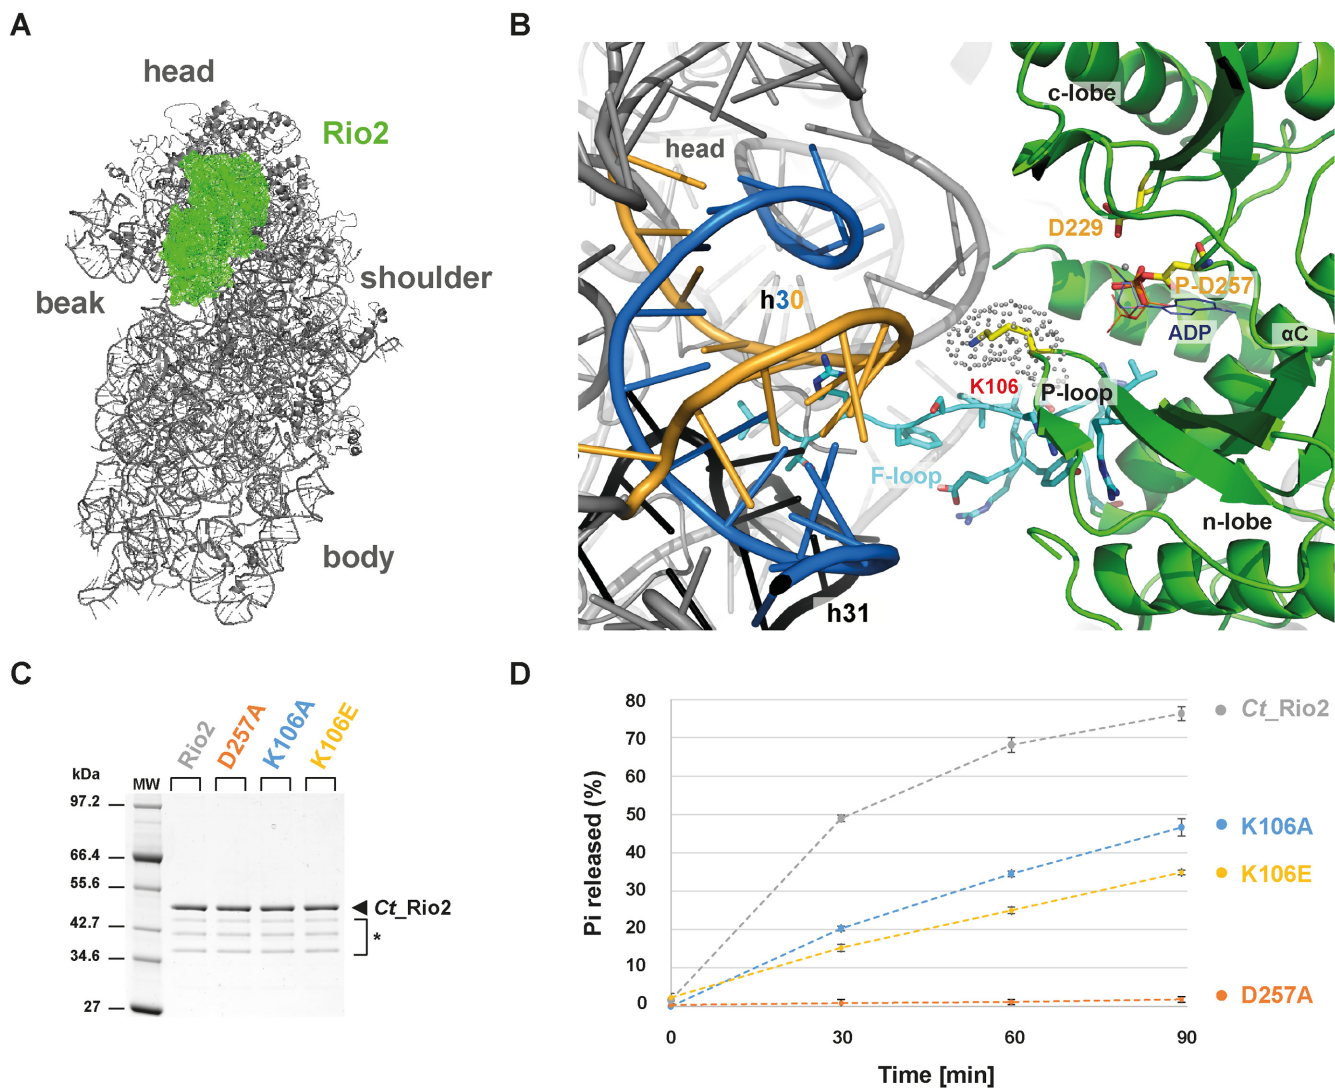 A
head
Rio2
beak
shoulder
body
B
c-lobe
head
D229
P-D257
ADP
αC
h30
K106
P-loop
F-loop
n-lobe
h31
C
Rio2
D257A
K106A
K106E
kDa
MW
97.2
66.4
55.6
42.7
34.6
27
Ct_Rio2
*
D
80
70
60
50
40
30
20
10
0
Pi released (%)
0
30
60
90
Time [min]
Ct_Rio2
K106A
K106E
D257A